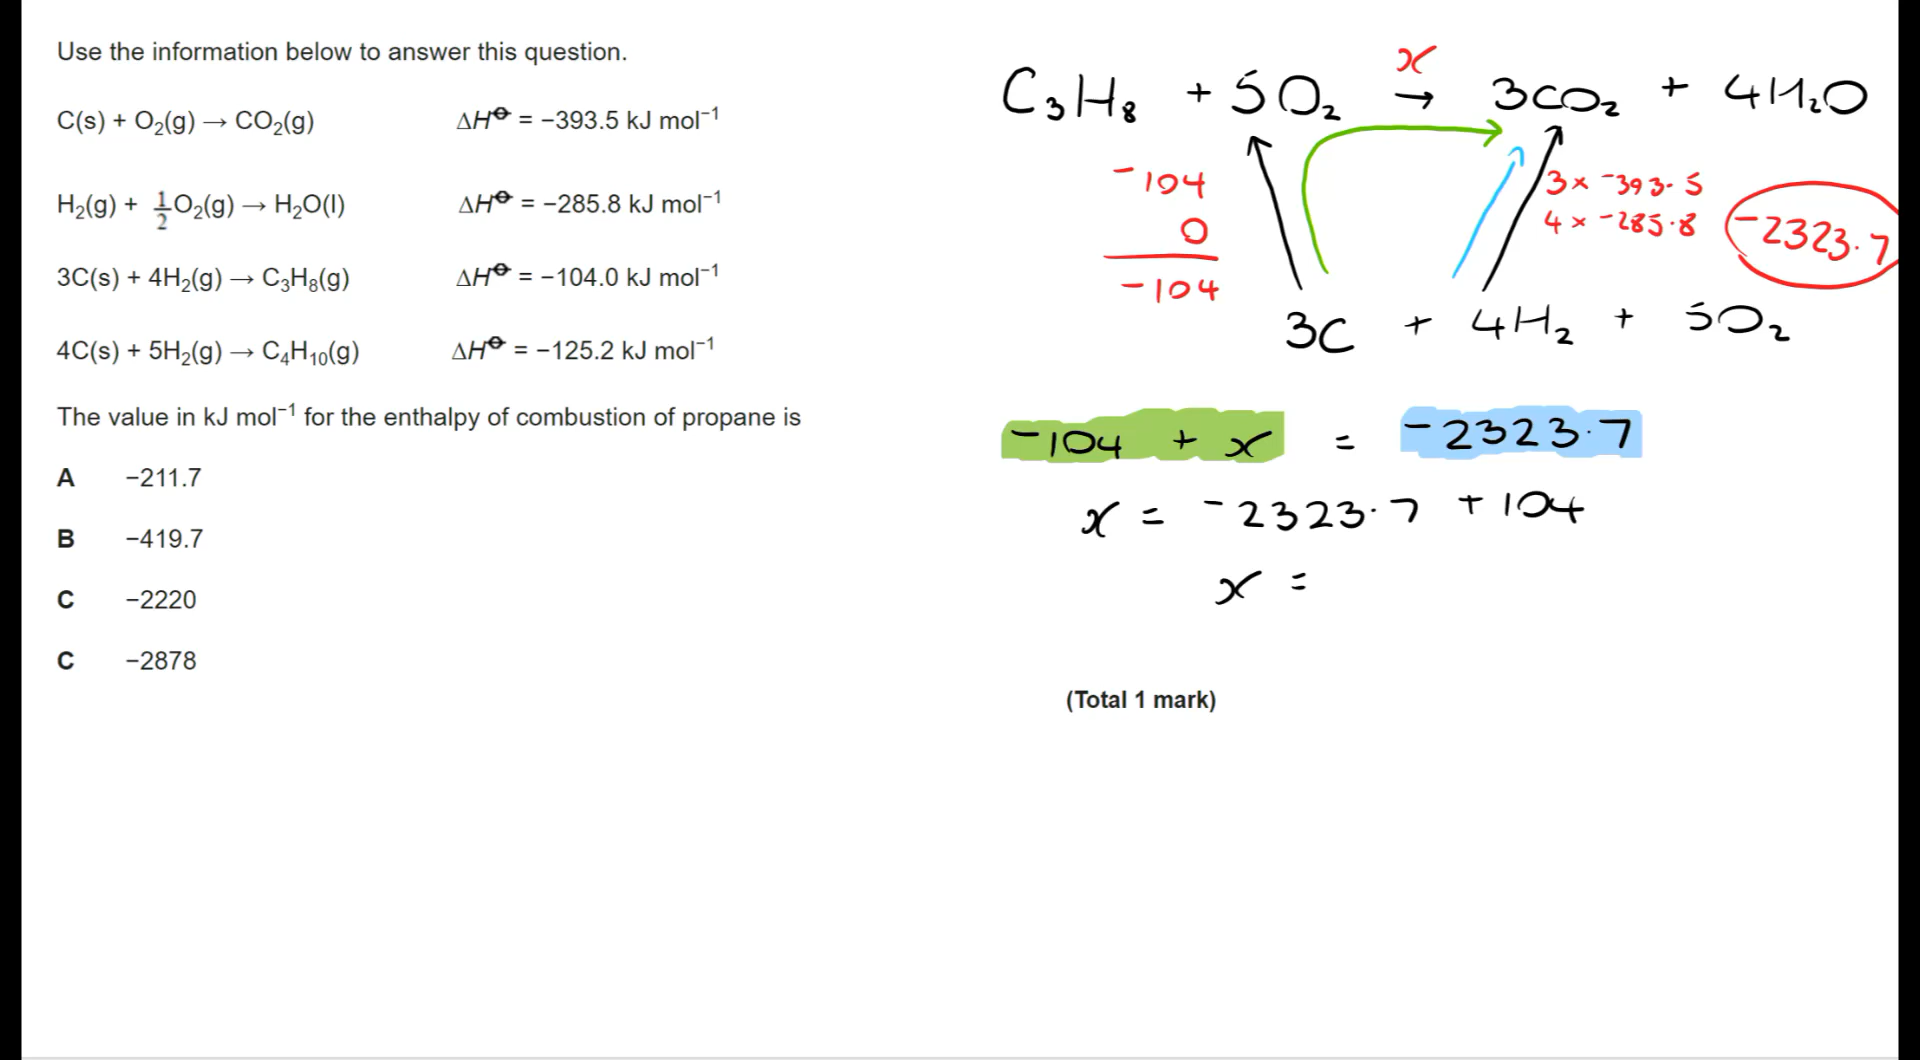 Use the information below to answer this question.
C(s) + O₂(g) → CO₂(g) ΔH⦵ = −393.5 kJ mol⁻¹
H₂(g) + ½O₂(g) → H₂O(l) ΔH⦵ = −285.8 kJ mol⁻¹
3C(s) + 4H₂(g) → C₃H₈(g) ΔH⦵ = −104.0 kJ mol⁻¹
4C(s) + 5H₂(g) → C₄H₁₀(g) ΔH⦵ = −125.2 kJ mol⁻¹
The value in kJ mol⁻¹ for the enthalpy of combustion of propane is
A −211.7
B −419.7
C −2220
C −2878
x
C₃H₈ + 5O₂ → 3CO₂ + 4H₂O
-104
0
-104
3 x -393.5
4 x -285.8
-2323.7
3C + 4H₂ + 5O₂
-104 + x = -2323.7
x = -2323.7 + 104
x =
(Total 1 mark)